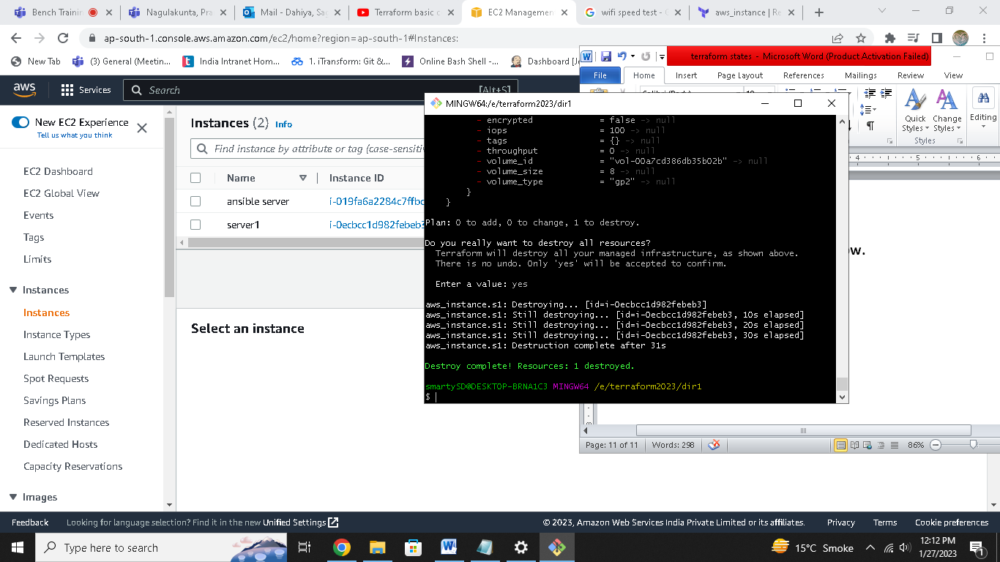 Bench Trainin
Nagulakunta, Pra
Mail - Dahiya, Sag
Terraform basic c
EC2 Managemen
wifi speed test - G
aws_instance | Re
ap-south-1.console.aws.amazon.com/ec2/home?region=ap-south-1#Instances:
New Tab
(3) General (Meetin...
India Intranet Hom...
1. iTransform: Git &...
Online Bash Shell -...
Dashboard [Je
terraform states - Microsoft Word (Product Activation Failed)
File Home Insert Page Layout References Mailings Review View
Quick Styles
Change Styles
Editing
Styles
aws Services Search [Alt+S]
New EC2 Experience
Tell us what you think
EC2 Dashboard
EC2 Global View
Events
Tags
Limits
Instances
Instances
Instance Types
Launch Templates
Spot Requests
Savings Plans
Reserved Instances
Dedicated Hosts
Capacity Reservations
Images
Instances (2) Info
Find instance by attribute or tag (case-sensiti
Name Instance ID
ansible server i-019fa6a2284c7ffb
server1 i-0ecbcc1d982febeb3
Select an instance
MINGW64:/e/terraform2023/dir1
- encrypted = false -> null
- iops = 100 -> null
- tags = {} -> null
- throughput = 0 -> null
- volume_id = "vol-00a7cd386db35b02b" -> null
- volume_size = 8 -> null
- volume_type = "gp2" -> null
}
}
Plan: 0 to add, 0 to change, 1 to destroy.
Do you really want to destroy all resources?
Terraform will destroy all your managed infrastructure, as shown above.
There is no undo. Only 'yes' will be accepted to confirm.
Enter a value: yes
aws_instance.s1: Destroying... [id=i-0ecbcc1d982febeb3]
aws_instance.s1: Still destroying... [id=i-0ecbcc1d982febeb3, 10s elapsed]
aws_instance.s1: Still destroying... [id=i-0ecbcc1d982febeb3, 20s elapsed]
aws_instance.s1: Still destroying... [id=i-0ecbcc1d982febeb3, 30s elapsed]
aws_instance.s1: Destruction complete after 31s
Destroy complete! Resources: 1 destroyed.
smartySD@DESKTOP-BRNA1C3 MINGW64 /e/terraform2023/dir1
$
ow.
Page: 11 of 11 Words: 298 86%
Feedback Looking for language selection? Find it in the new Unified Settings © 2023, Amazon Web Services India Private Limited or its affiliates. Privacy Terms Cookie preferences
Type here to search
15°C Smoke
12:12 PM
1/27/2023
1